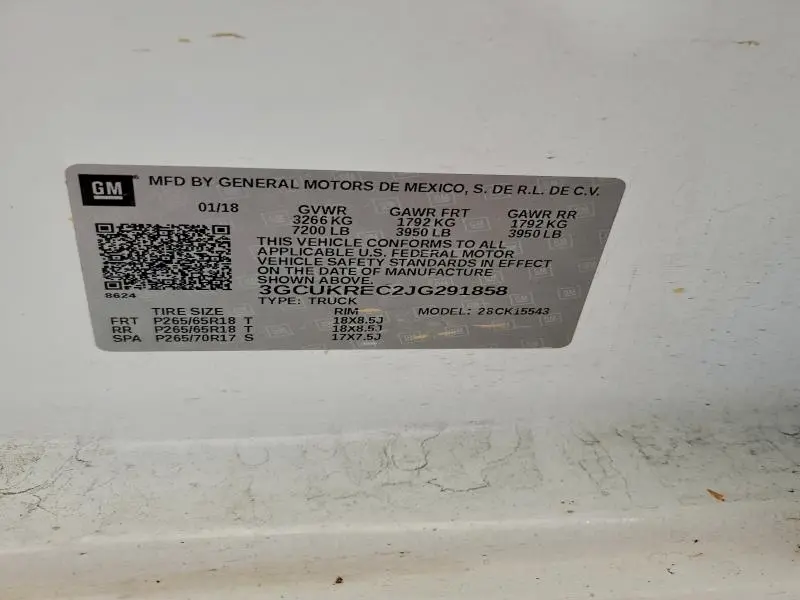 GM MFD BY GENERAL MOTORS DE MEXICO, S. DE R.L. DE C.V.
01/18 GVWR GAWR FRT GAWR RR
3266 KG 1792 KG 1792 KG
7200 LB 3950 LB 3950 LB
THIS VEHICLE CONFORMS TO ALL
APPLICABLE U.S. FEDERAL MOTOR
VEHICLE SAFETY STANDARDS IN EFFECT
ON THE DATE OF MANUFACTURE
SHOWN ABOVE.
3GCUKREC2JG291858
8624 TYPE: TRUCK
TIRE SIZE RIM MODEL: 28CK15543
FRT P265/65R18 T 18X8.5J
RR P265/65R18 T 18X8.5J
SPA P265/70R17 S 17X7.5J